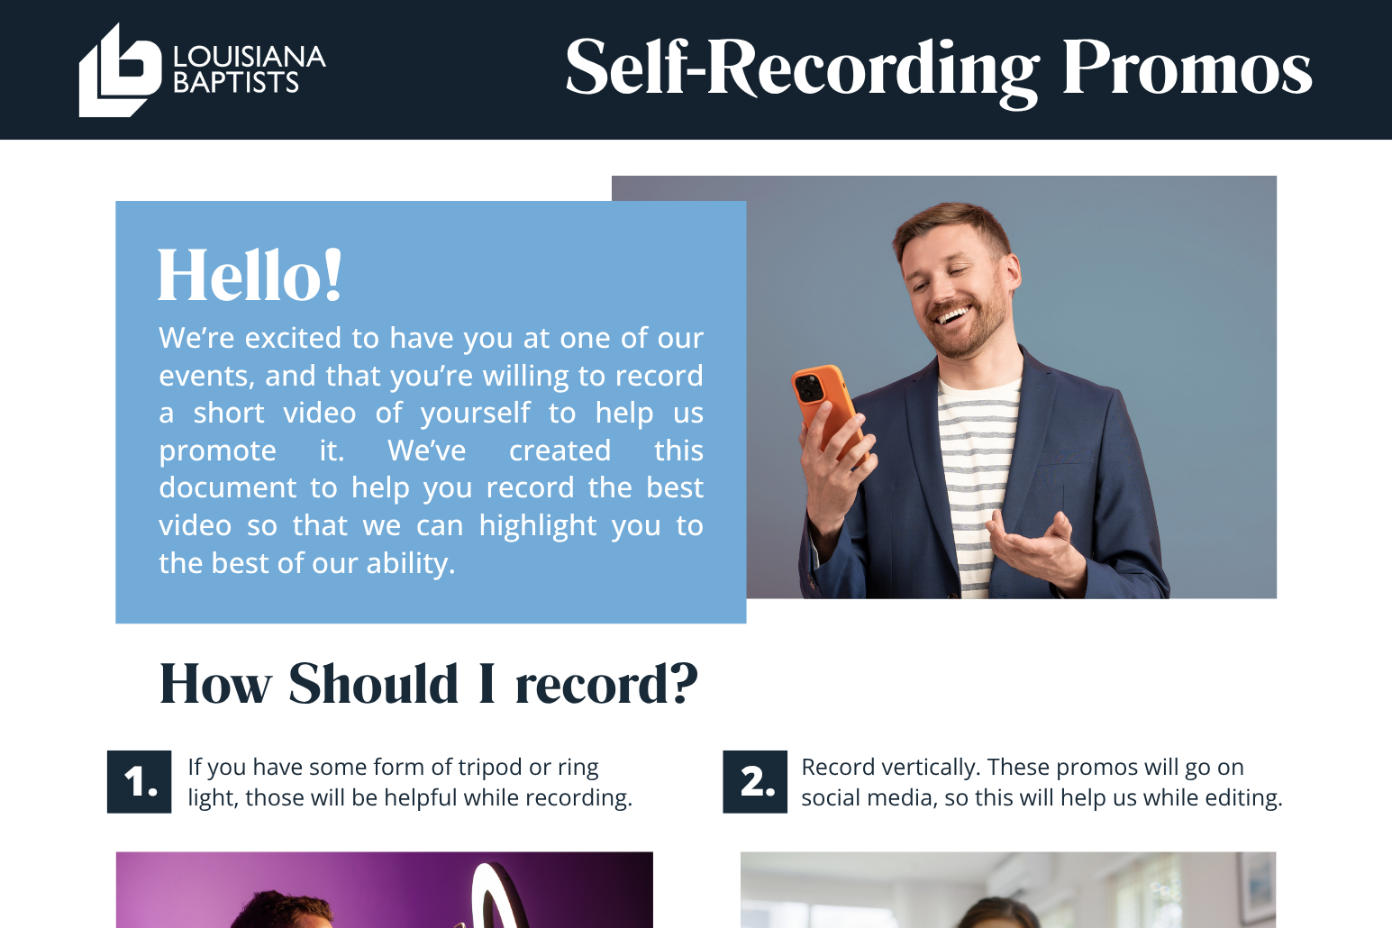 LOUISIANA
BAPTISTS
Self-Recording Promos
Hello!
We’re excited to have you at one of our
events, and that you’re willing to record
a short video of yourself to help us
promote it. We’ve created this
document to help you record the best
video so that we can highlight you to
the best of our ability.
How Should I record?
1.
If you have some form of tripod or ring
light, those will be helpful while recording.
2.
Record vertically. These promos will go on
social media, so this will help us while editing.